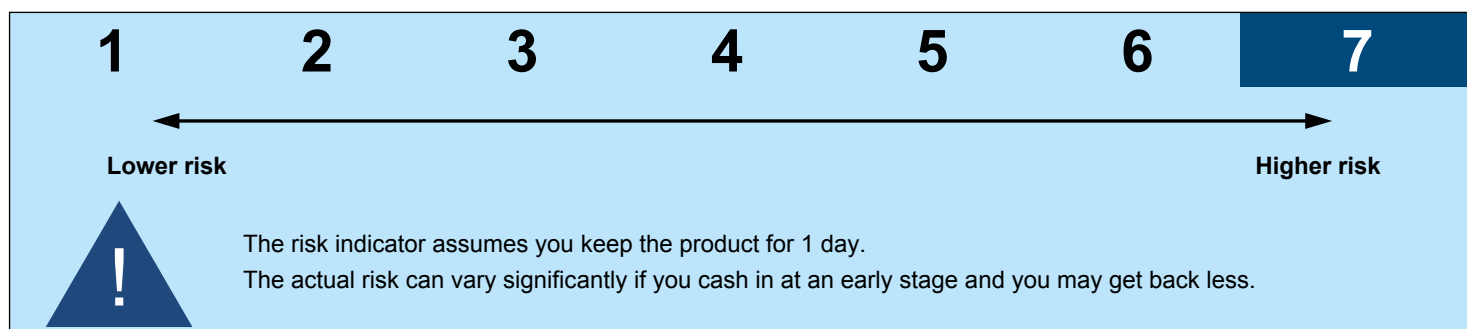 1 2 3 4 5 6 7
Lower risk Higher risk
!
The risk indicator assumes you keep the product for 1 day.
The actual risk can vary significantly if you cash in at an early stage and you may get back less.